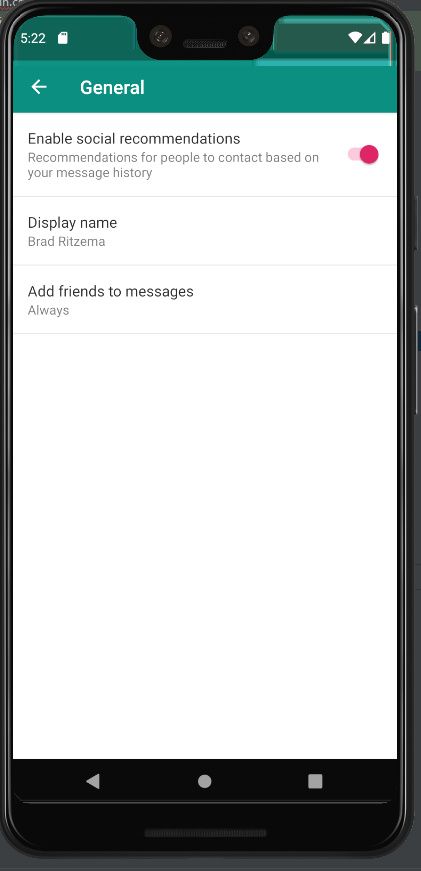 5:22
General
Enable social recommendations
Recommendations for people to contact based on
your message history
Display name
Brad Ritzema
Add friends to messages
Always